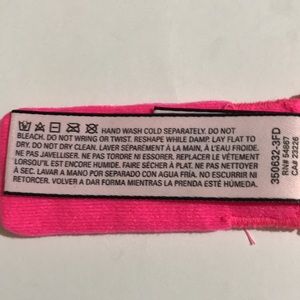 HAND WASH COLD SEPARATELY. DO NOT
BLEACH. DO NOT WRING OR TWIST. RESHAPE WHILE DAMP. LAY FLAT TO
DRY. DO NOT DRY CLEAN. LAVER SÉPARÉMENT À LA MAIN, À L'EAU FROIDE.
NE PAS JAVELLISER. NE PAS TORDRE NI ESSORER. REPLACER LE VÊTEMENT
LORSQU'IL EST ENCORE HUMIDE. FAIRE SÉCHER À PLAT. NE PAS NETTOYER
À SEC. LAVAR A MANO POR SEPARADO CON AGUA FRÍA. NO ESCURRIR NI
RETORCER. VOLVER A DAR FORMA MIENTRAS LA PRENDA ESTÉ HÚMEDA.
350632-3FD
RN# 54867
CA# 23226